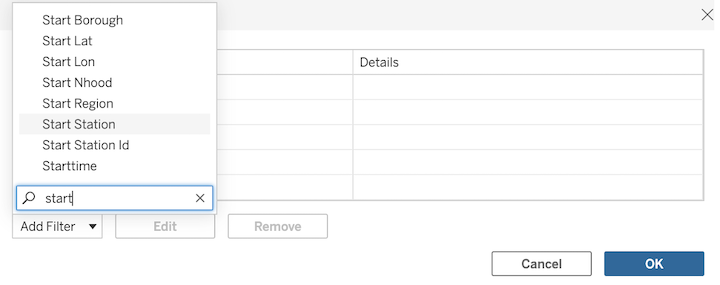 Start Borough
Start Lat
Start Lon
Start Nhood
Start Region
Start Station
Start Station Id
Starttime
start
Details
Add Filter
Edit
Remove
Cancel
OK